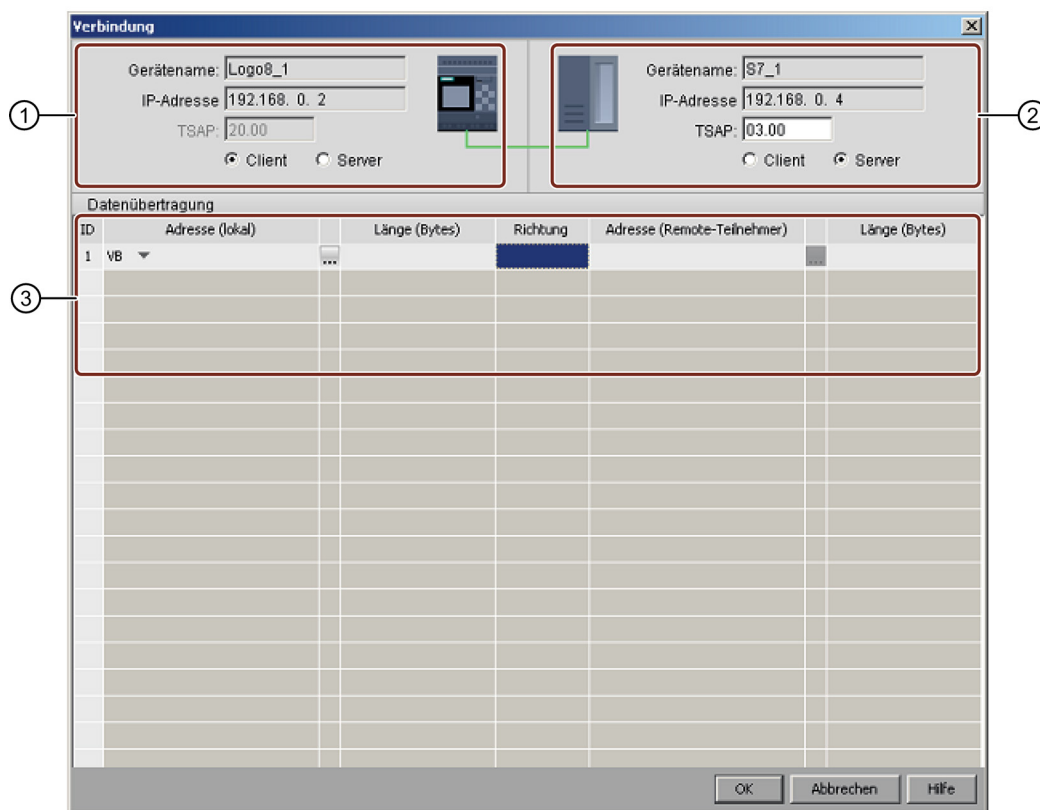 Verbindung
Gerätename: Logo8_1
IP-Adresse 192.168. 0. 2
TSAP: 20.00
Client Server
Gerätename: S7_1
IP-Adresse 192.168. 0. 4
TSAP: 03.00
Client Server
1
2
Datenübertragung
ID Adresse (lokal) Länge (Bytes) Richtung Adresse (Remote-Teilnehmer) Länge (Bytes)
1 VB ... ...
3
OK Abbrechen Hilfe